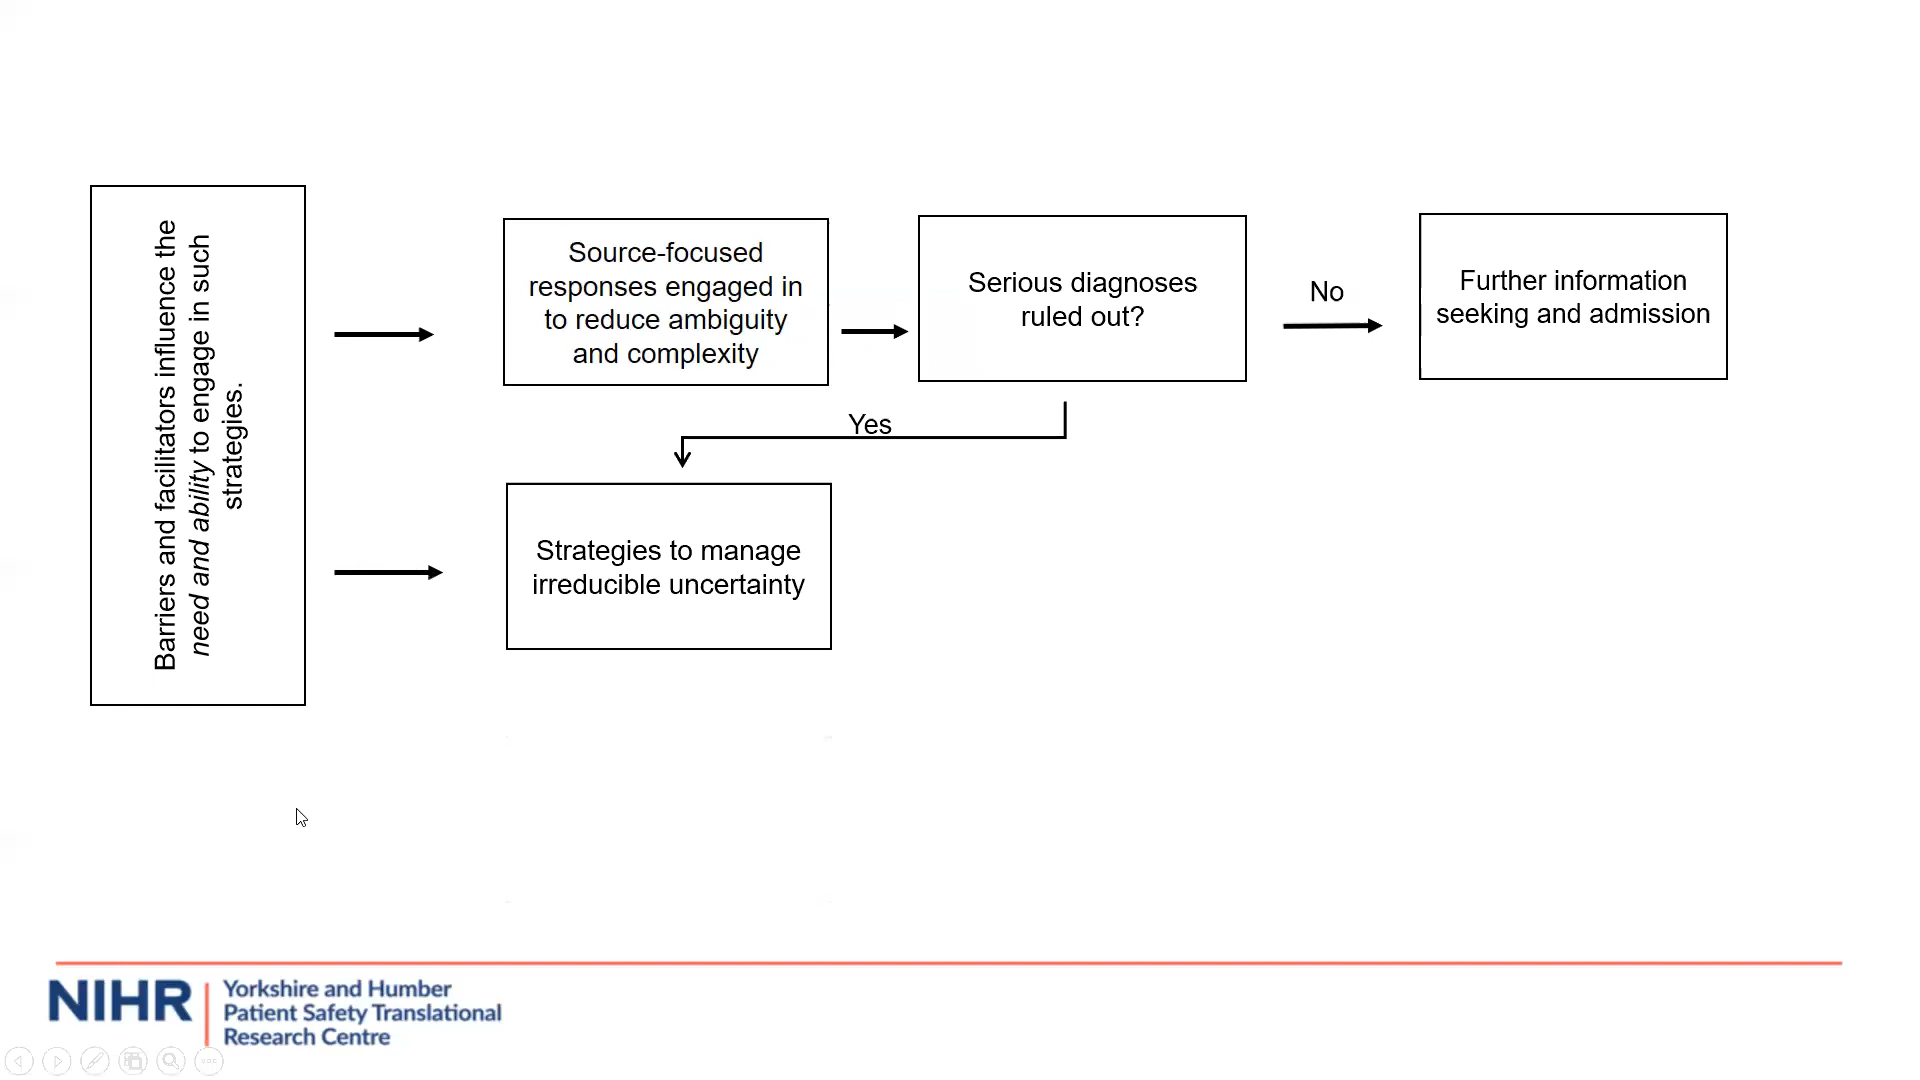 Barriers and facilitators influence the
need and ability to engage in such
strategies.
Source-focused
responses engaged in
to reduce ambiguity
and complexity
Serious diagnoses
ruled out?
No
Further information
seeking and admission
Yes
Strategies to manage
irreducible uncertainty
NIHR
Yorkshire and Humber
Patient Safety Translational
Research Centre